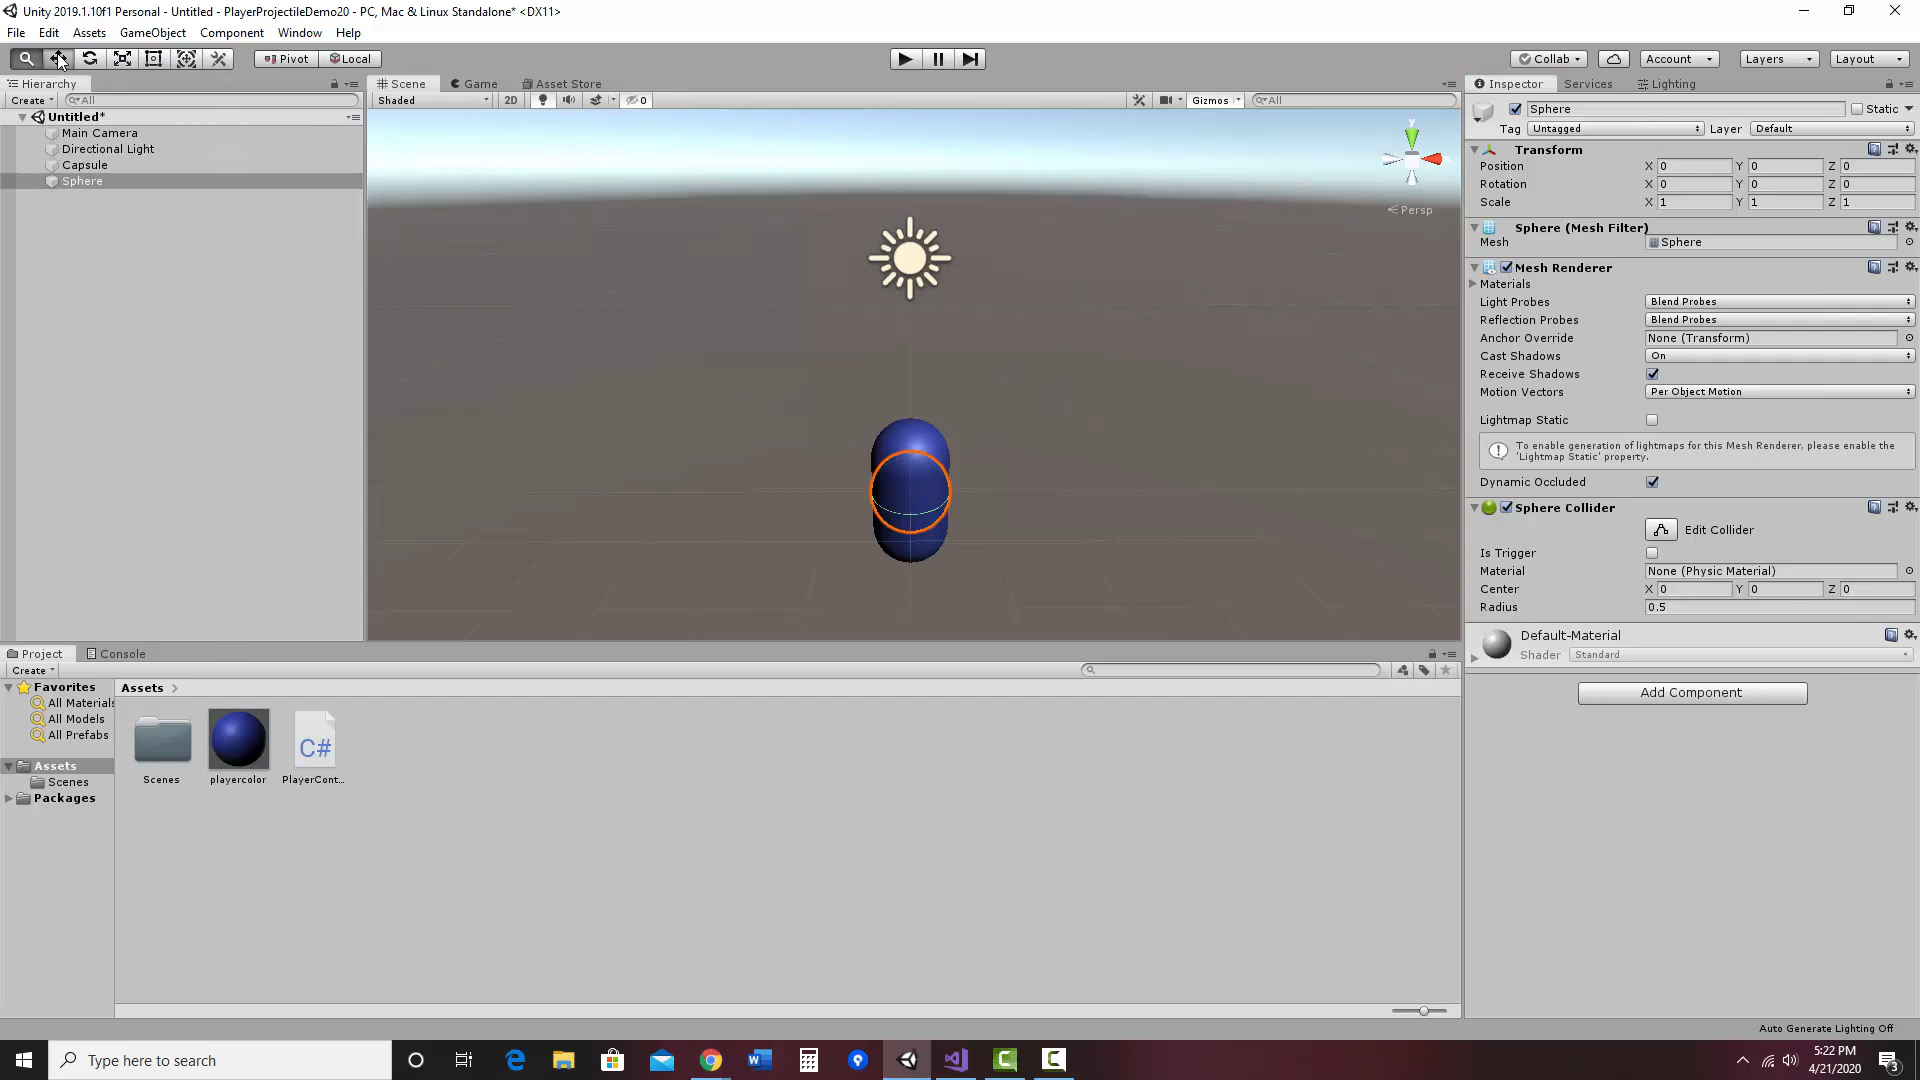 Unity 2019.1.10f1 Personal - Untitled - PlayerProjectileDemo20 - PC, Mac & Linux Standalone* <DX11>
File Edit Assets GameObject Component Window Help
Pivot Local Collab Account Layers Layout
Hierarchy
Create All
Untitled*
Main Camera
Directional Light
Capsule
Sphere
Scene Game Asset Store
Shaded 2D 0 Gizmos All
y
Persp
Inspector Services Lighting
Sphere Static
Tag Untagged Layer Default
Transform
Position X 0 Y 0 Z 0
Rotation X 0 Y 0 Z 0
Scale X 1 Y 1 Z 1
Sphere (Mesh Filter)
Mesh Sphere
Mesh Renderer
Materials
Light Probes Blend Probes
Reflection Probes Blend Probes
Anchor Override None (Transform)
Cast Shadows On
Receive Shadows
Motion Vectors Per Object Motion
Lightmap Static
To enable generation of lightmaps for this Mesh Renderer, please enable the
'Lightmap Static' property.
Dynamic Occluded
Sphere Collider
Edit Collider
Is Trigger
Material None (Physic Material)
Center X 0 Y 0 Z 0
Radius 0.5
Default-Material
Shader Standard
Add Component
Project Console
Create
Favorites
All Materials
All Models
All Prefabs
Assets
Scenes
Packages
Assets
C#
Scenes playercolor PlayerCont...
Auto Generate Lighting Off
Type here to search
5:22 PM
4/21/2020
3